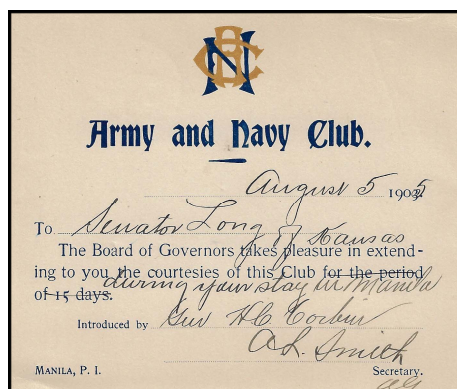 Army and Navy Club.
August 5 1905
To Senator Long of Kansas
The Board of Governors takes pleasure in extend-
ing to you the courtesies of this Club for the period
of 15 days. during your stay in Manila
Introduced by Gen H.C. Corbin
A. L. Smith
MANILA, P. I. Secretary.